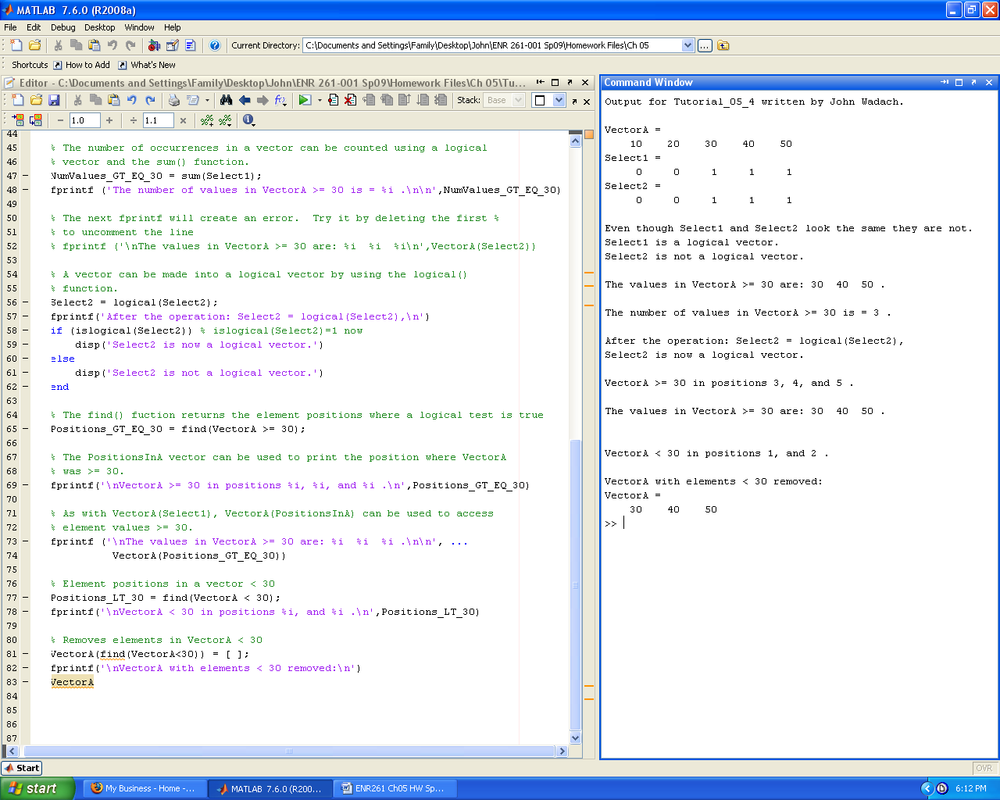 MATLAB  7.6.0 (R2008a)
File Edit Debug Desktop Window Help
Current Directory: C:\Documents and Settings\Family\Desktop\John\ENR 261-001 Sp09\Homework Files\Ch 05
Shortcuts How to Add What's New
Editor - C:\Documents and Settings\Family\Desktop\John\ENR 261-001 Sp09\Homework Files\Ch 05\Tu...
Stack: Base
1.0 1.1
44
45 % The number of occurrences in a vector can be counted using a logical
46 % vector and the sum() function.
47 NumValues_GT_EQ_30 = sum(Select1);
48 fprintf ('The number of values in VectorA >= 30 is = %i .\n\n',NumValues_GT_EQ_30)
49
50 % The next fprintf will create an error.  Try it by deleting the first %
51 % to uncomment the line
52 % fprintf ('\nThe values in VectorA >= 30 are: %i  %i  %i\n',VectorA(Select2))
53
54 % A vector can be made into a logical vector by using the logical()
55 % function.
56 Select2 = logical(Select2);
57 fprintf('After the operation: Select2 = logical(Select2),\n')
58 if (islogical(Select2)) % islogical(Select2)=1 now
59     disp('Select2 is now a logical vector.')
60 else
61     disp('Select2 is not a logical vector.')
62 end
63
64 % The find() fuction returns the element positions where a logical test is true
65 Positions_GT_EQ_30 = find(VectorA >= 30);
66
67 % The PositionsInA vector can be used to print the position where VectorA
68 % was >= 30.
69 fprintf('\nVectorA >= 30 in positions %i, %i, and %i .\n',Positions_GT_EQ_30)
70
71 % As with VectorA(Select1), VectorA(PositionsInA) can be used to access
72 % element values >= 30.
73 fprintf ('\nThe values in VectorA >= 30 are: %i  %i  %i .\n\n', ...
74           VectorA(Positions_GT_EQ_30))
75
76 % Element positions in a vector < 30
77 Positions_LT_30 = find(VectorA < 30);
78 fprintf('\nVectorA < 30 in positions %i, and %i .\n',Positions_LT_30)
79
80 % Removes elements in VectorA < 30
81 VectorA(find(VectorA<30)) = [ ];
82 fprintf('\nVectorA with elements < 30 removed:\n')
83 VectorA
84
85
86
87
Command Window
Output for Tutorial_05_4 written by John Wadach.
VectorA =
10    20    30    40    50
Select1 =
0     0     1     1     1
Select2 =
0     0     1     1     1
Even though Select1 and Select2 look the same they are not.
Select1 is a logical vector.
Select2 is not a logical vector.
The values in VectorA >= 30 are: 30  40  50 .
The number of values in VectorA >= 30 is = 3 .
After the operation: Select2 = logical(Select2),
Select2 is now a logical vector.
VectorA >= 30 in positions 3, 4, and 5 .
The values in VectorA >= 30 are: 30  40  50 .
VectorA < 30 in positions 1, and 2 .
VectorA with elements < 30 removed:
VectorA =
30    40    50
>>
Start OVR
start My Business - Home -... MATLAB  7.6.0 (R200... ENR261 Ch05 HW Sp... 6:12 PM